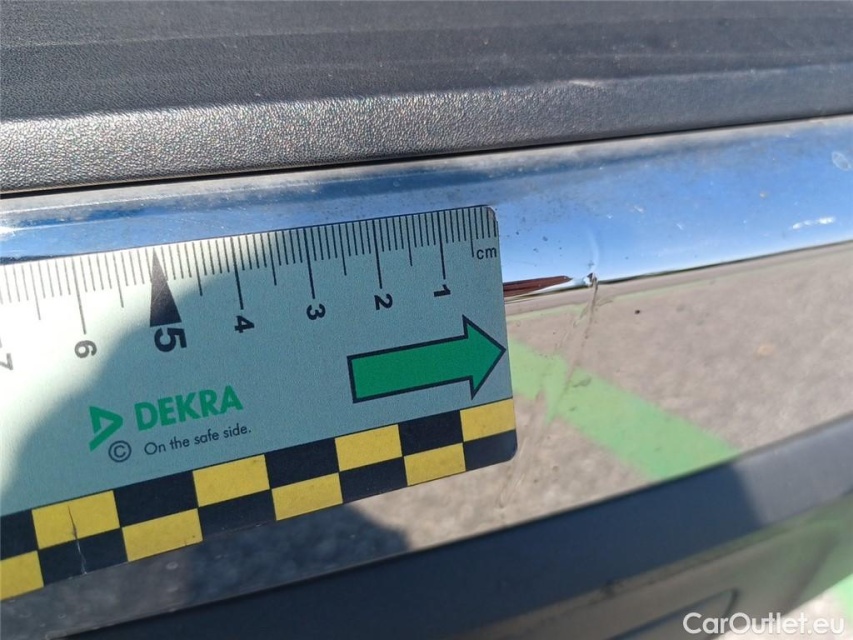 cm
7 6 5 4 3 2 1
DEKRA
© On the safe side.
CarOutlet.eu